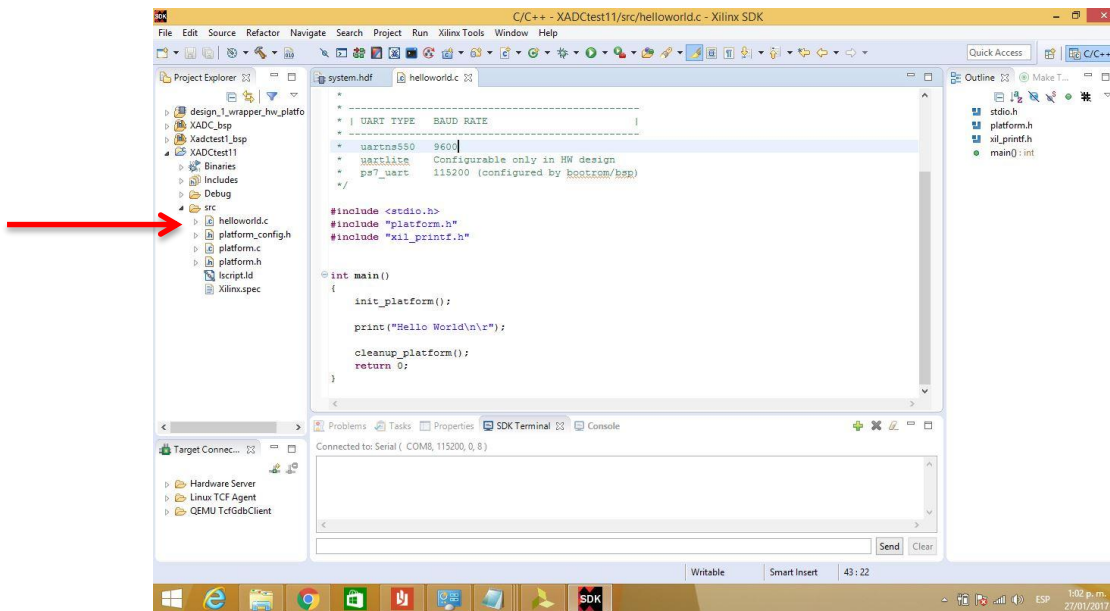 SDK
C/C++ - XADCtest11/src/helloworld.c - Xilinx SDK
File Edit Source Refactor Navigate Search Project Run Xilinx Tools Window Help
Quick Access
C/C++
Project Explorer
design_1_wrapper_hw_platfo
XADC_bsp
Xadctest1_bsp
XADCtest11
Binaries
Includes
Debug
src
helloworld.c
platform_config.h
platform.c
platform.h
lscript.ld
Xilinx.spec
system.hdf
helloworld.c
*
* ------------------------------------------------
* | UART TYPE   BAUD RATE                        |
* ------------------------------------------------
*   uartns550   9600
*   uartlite    Configurable only in HW design
*   ps7_uart    115200 (configured by bootrom/bsp)
*/
#include <stdio.h>
#include "platform.h"
#include "xil_printf.h"
int main()
{
init_platform();
print("Hello World\n\r");
cleanup_platform();
return 0;
}
Outline
Make T...
stdio.h
platform.h
xil_printf.h
main() : int
Problems
Tasks
Properties
SDK Terminal
Console
Connected to: Serial ( COM8, 115200, 0, 8 )
Send
Clear
Target Connec...
Hardware Server
Linux TCF Agent
QEMU TcfGdbClient
Writable
Smart Insert
43 : 22
SDK
ESP
1:02 p. m.
27/01/2017